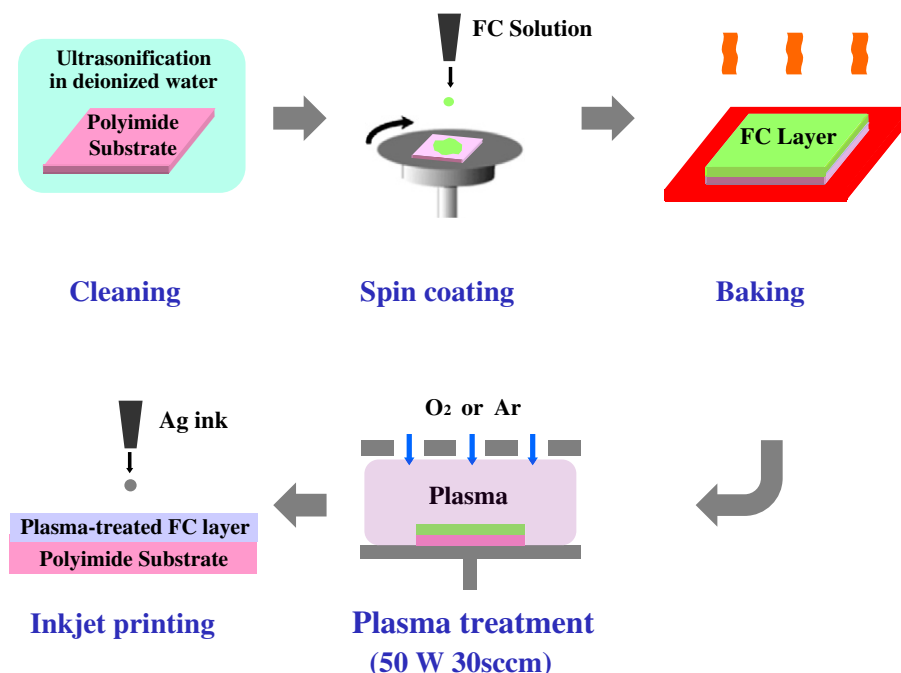 Ultrasonification
in deionized water
Polyimide
Substrate
Cleaning
FC Solution
Spin coating
FC Layer
Baking
O₂ or Ar
Plasma
Plasma treatment
(50 W 30sccm)
Ag ink
Plasma-treated FC layer
Polyimide Substrate
Inkjet printing